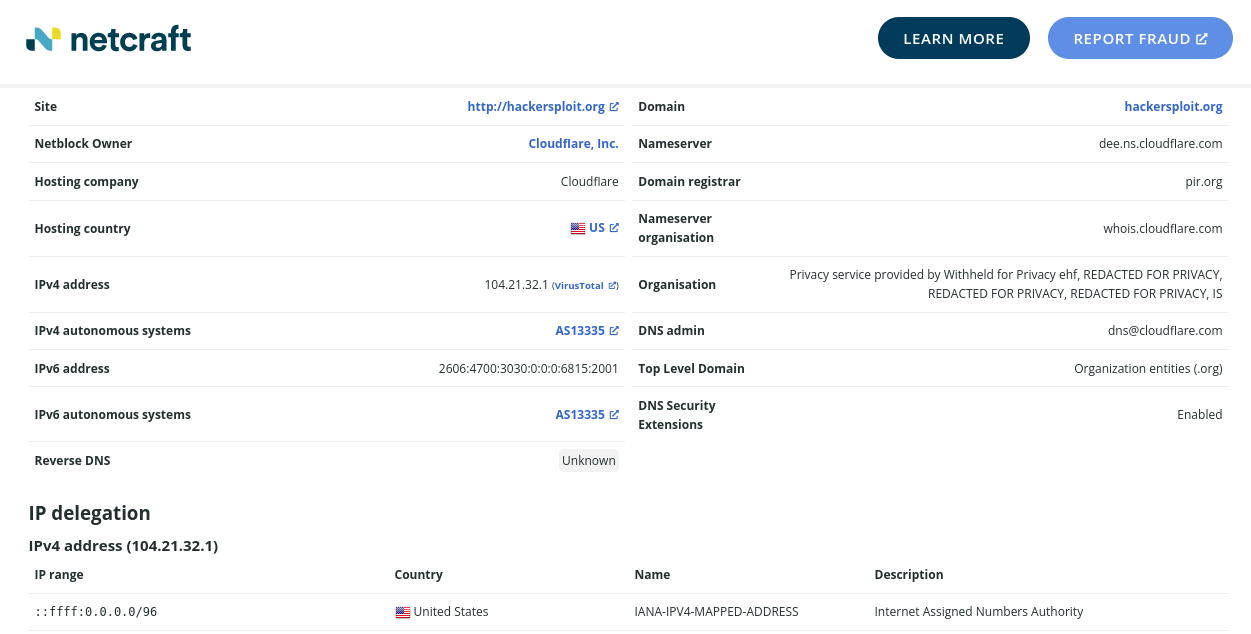 netcraft
LEARN MORE
REPORT FRAUD
Site http://hackersploit.org Domain hackersploit.org
Netblock Owner Cloudflare, Inc. Nameserver dee.ns.cloudflare.com
Hosting company Cloudflare Domain registrar pir.org
Hosting country US Nameserver
organisation whois.cloudflare.com
IPv4 address 104.21.32.1 (VirusTotal ) Organisation Privacy service provided by Withheld for Privacy ehf, REDACTED FOR PRIVACY,
REDACTED FOR PRIVACY, REDACTED FOR PRIVACY, IS
IPv4 autonomous systems AS13335 DNS admin dns@cloudflare.com
IPv6 address 2606:4700:3030:0:0:0:6815:2001 Top Level Domain Organization entities (.org)
IPv6 autonomous systems AS13335 DNS Security
Extensions Enabled
Reverse DNS Unknown
IP delegation
IPv4 address (104.21.32.1)
IP range Country Name Description
::ffff:0.0.0.0/96 United States IANA-IPV4-MAPPED-ADDRESS Internet Assigned Numbers Authority